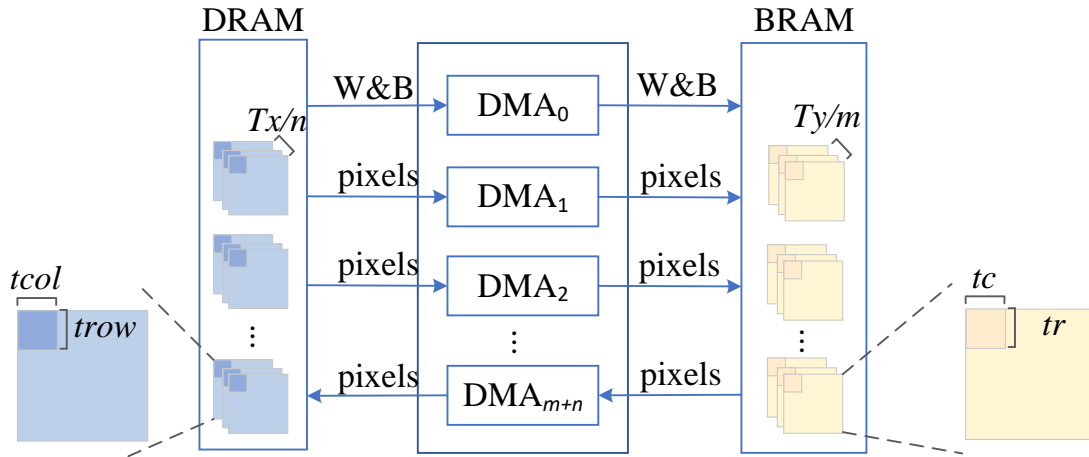 DRAM
BRAM
W&B
DMA₀
W&B
Tx/n
Ty/m
pixels
DMA₁
pixels
pixels
DMA₂
pixels
tcol
trow
tc
tr
⋮
⋮
⋮
pixels
DMAₘ₊ₙ
pixels